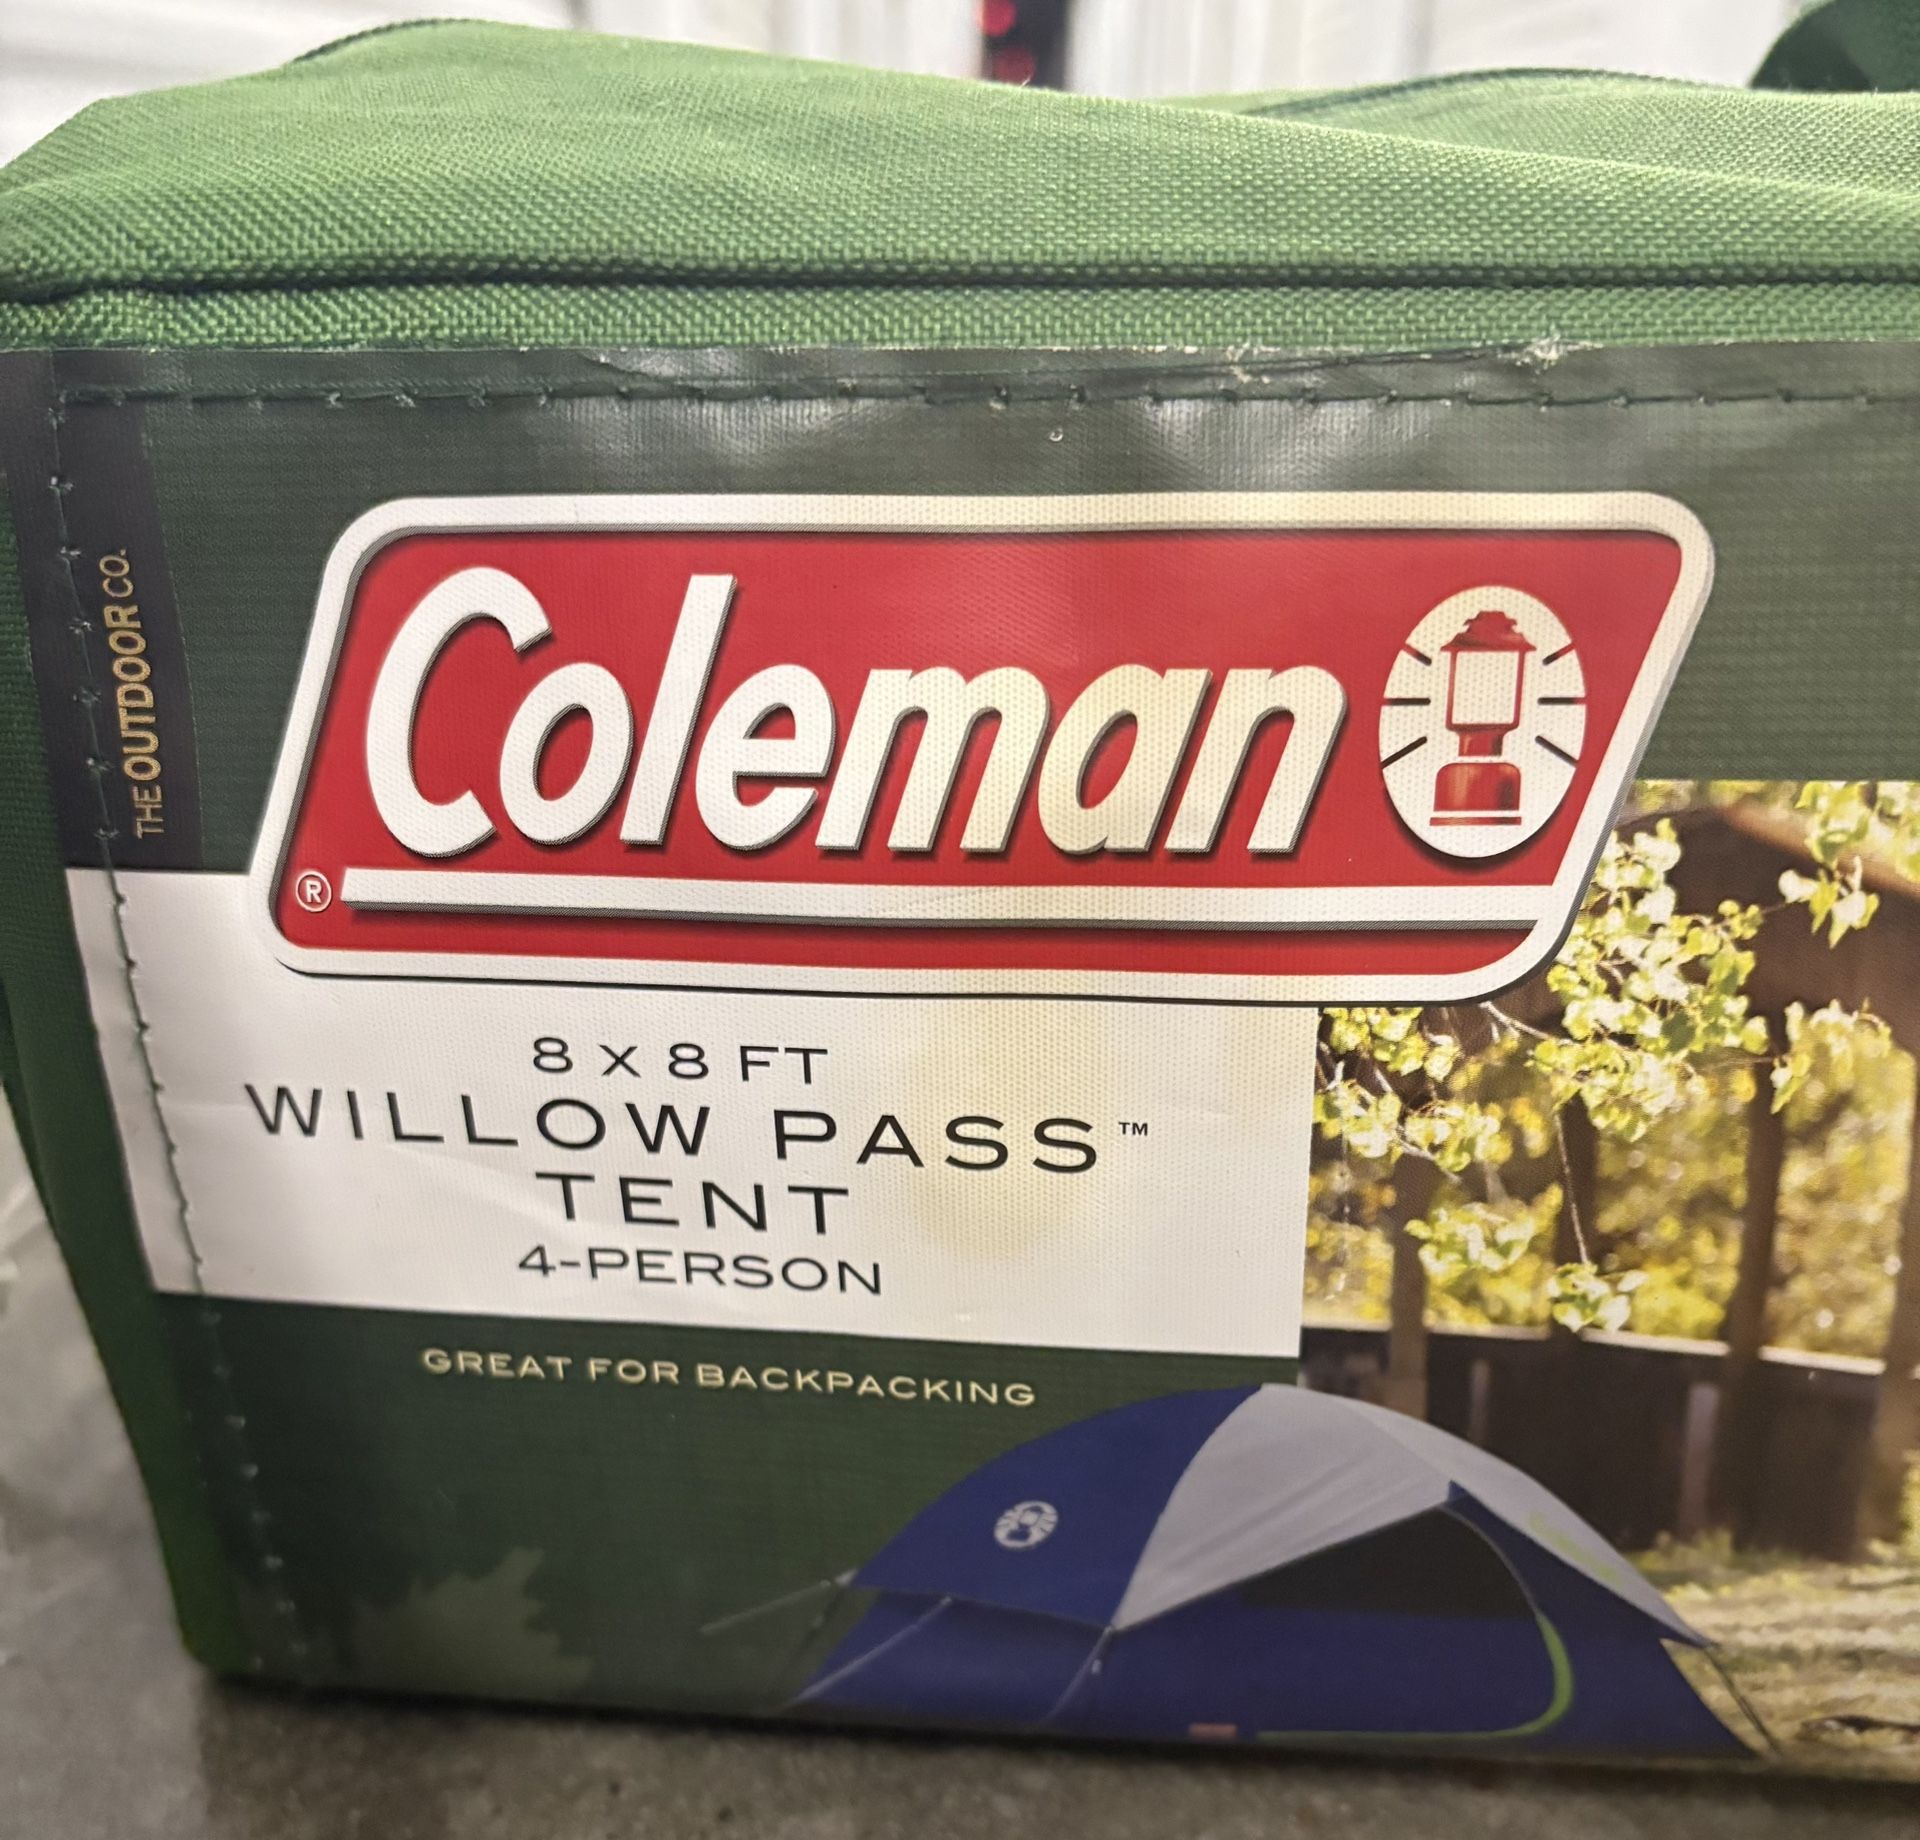 THE OUTDOOR CO.
Coleman
®
8 X 8 FT
WILLOW PASS™
TENT
4-PERSON
GREAT FOR BACKPACKING